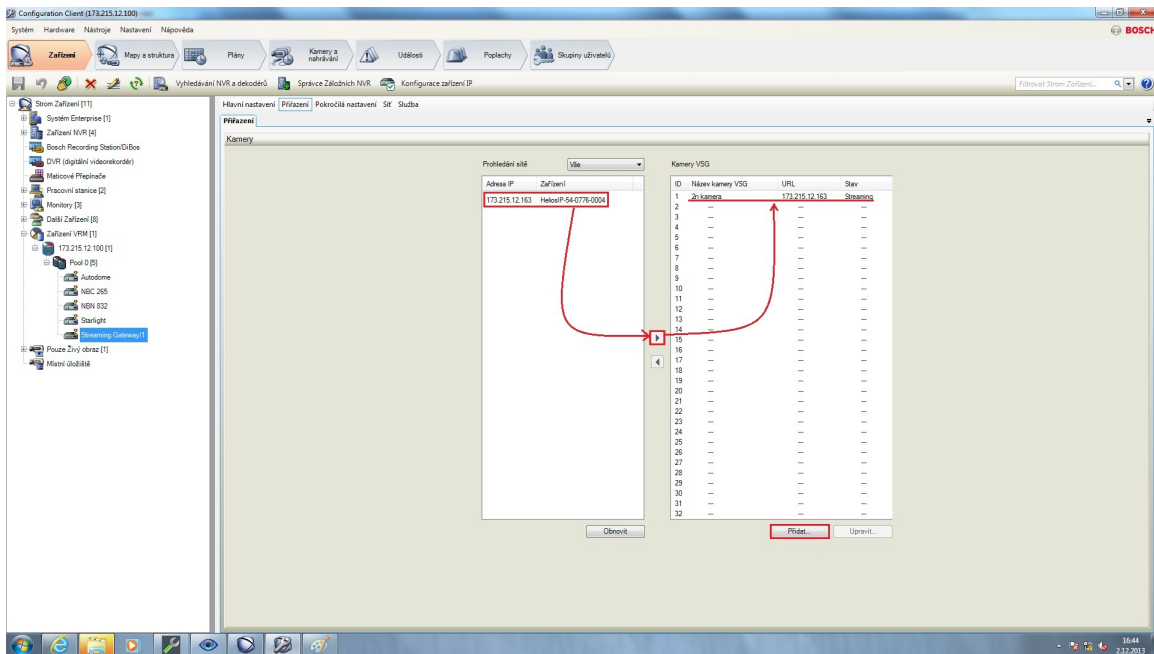 Configuration Client (173.215.12.100)
Systém Hardware Nástroje Nastavení Nápověda
BOSCH
Zařízení Mapy a struktura Plány Kamery a nahrávání Události Poplachy Skupiny uživatelů
Vyhledávání NVR a dekodérů Správce Záložních NVR Konfigurace zařízení IP Filtrovat Strom Zařízení...
Strom Zařízení [11]
Systém Enterprise [1]
Zařízení NVR [4]
Bosch Recording Station/DiBos
DVR (digitální videorekordér)
Maticové Přepínače
Pracovní stanice [2]
Monitory [3]
Další Zařízení [8]
Zařízení VRM [1]
173.215.12.100 [1]
Pool 0 [5]
Autodome
NBC 265
NBN 832
Starlight
Streaming Gateway/1
Pouze Živý obraz [1]
Místní úložiště
Hlavní nastavení Přiřazení Pokročilá nastavení Síť Služba
Přiřazení
Kamery
Prohledání sítě Vše
Adresa IP Zařízení
173.215.12.163 HeliosIP-54-0776-0004
Obnovit
Kamery VSG
ID Název kamery VSG URL Stav
1 2n kamera 173.215.12.163 Streaming
2 --- --- ---
3 --- --- ---
4 --- --- ---
5 --- --- ---
6 --- --- ---
7 --- --- ---
8 --- --- ---
9 --- --- ---
10 --- --- ---
11 --- --- ---
12 --- --- ---
13 --- --- ---
14 --- --- ---
15 --- --- ---
16 --- --- ---
17 --- --- ---
18 --- --- ---
19 --- --- ---
20 --- --- ---
21 --- --- ---
22 --- --- ---
23 --- --- ---
24 --- --- ---
25 --- --- ---
26 --- --- ---
27 --- --- ---
28 --- --- ---
29 --- --- ---
30 --- --- ---
31 --- --- ---
32 --- --- ---
Přidat... Upravit...
16:44
2.12.2013